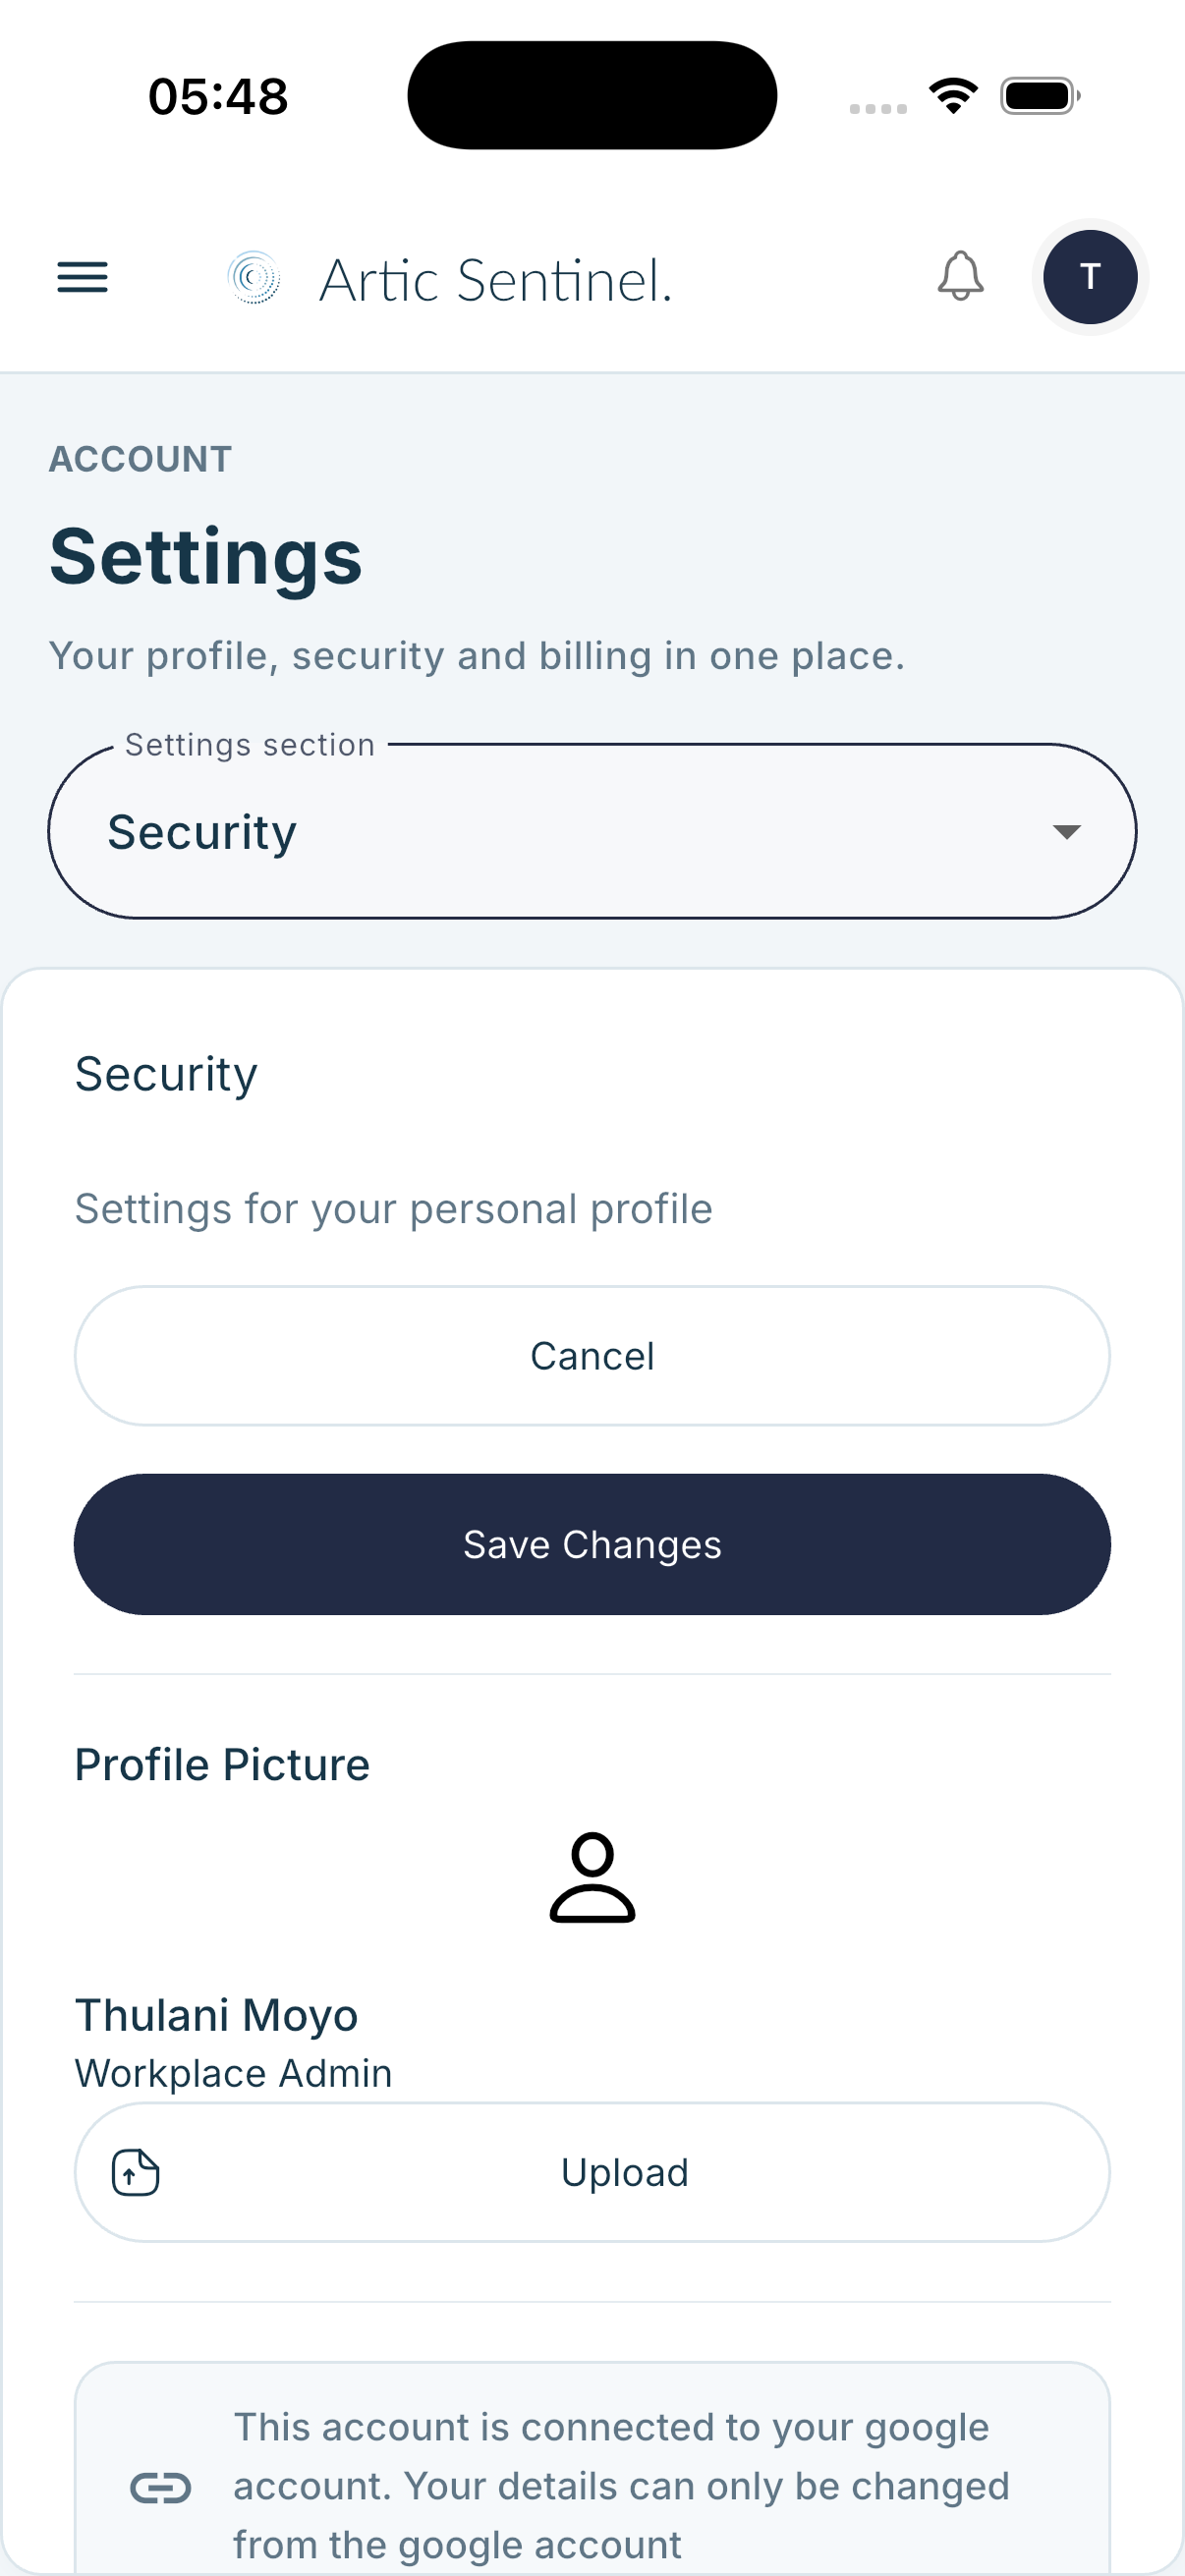 05:48
Artic Sentinel.
T
ACCOUNT
Settings
Your profile, security and billing in one place.
Settings section
Security
Security
Settings for your personal profile
Cancel
Save Changes
Profile Picture
Thulani Moyo
Workplace Admin
Upload
This account is connected to your google
account. Your details can only be changed
from the google account